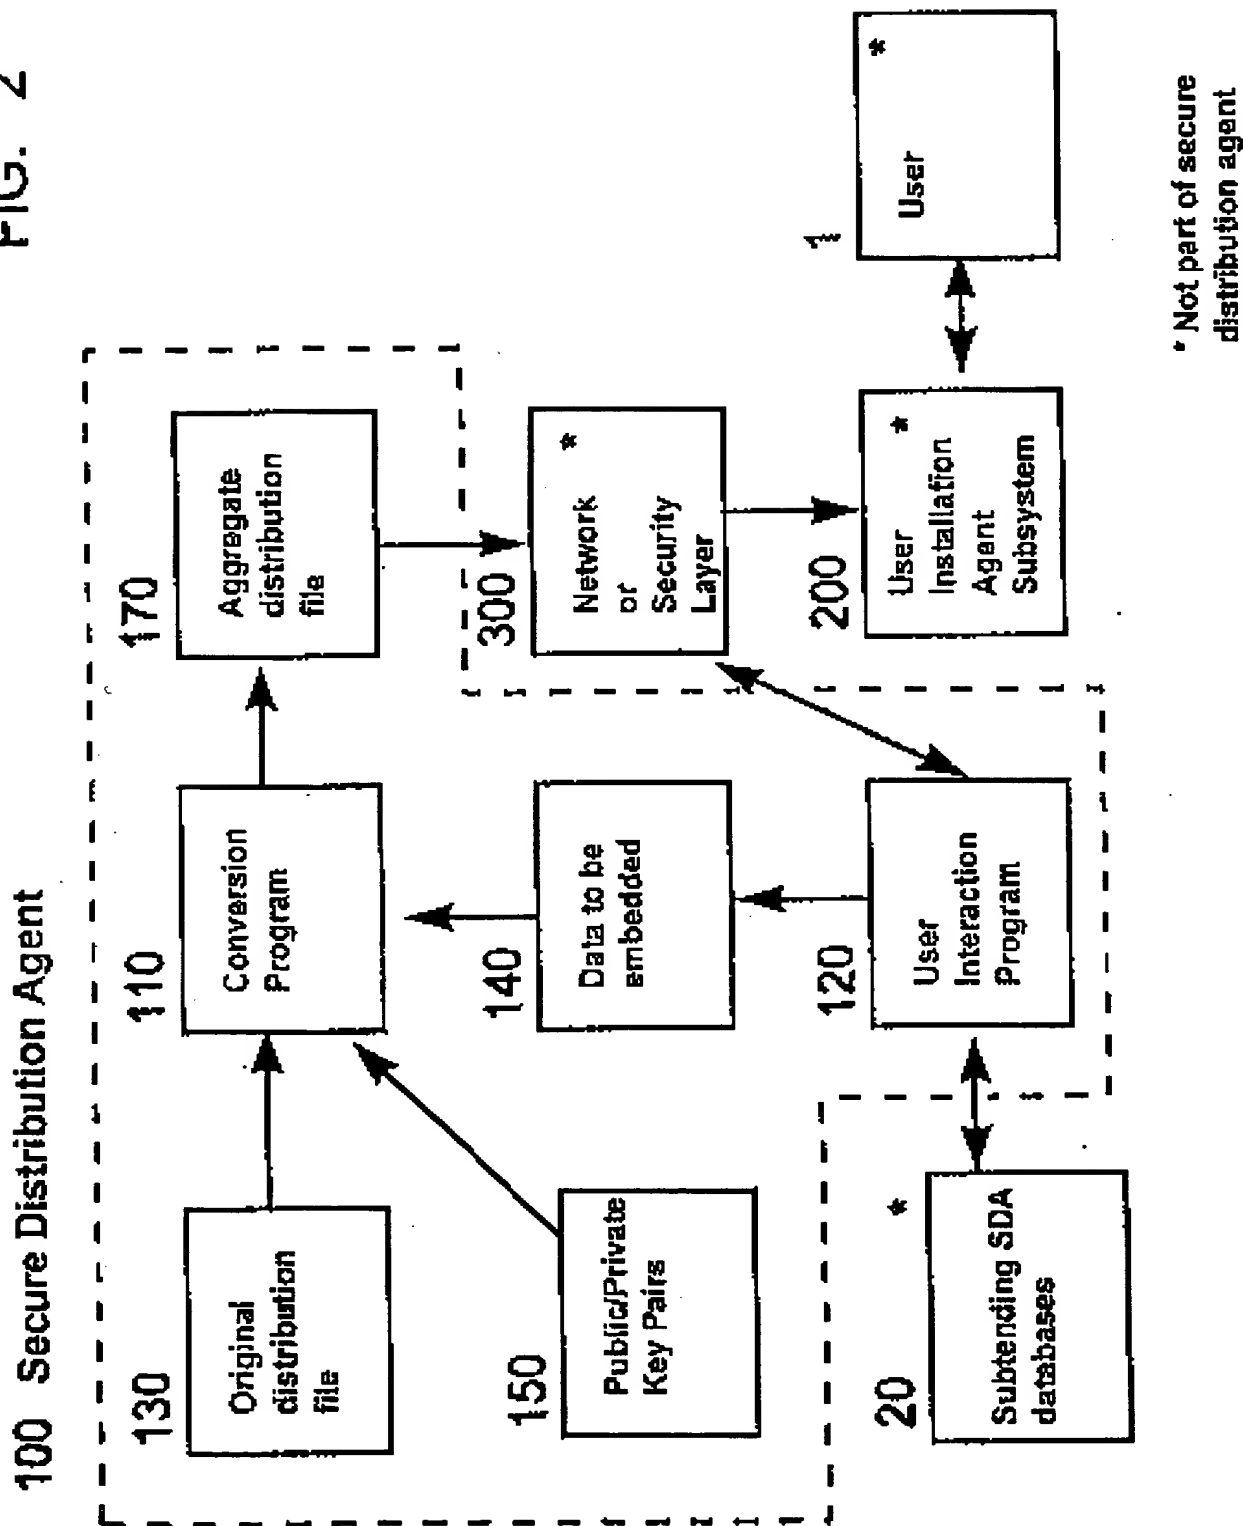 FIG. 2
100 Secure Distribution Agent
130
Original
distribution
file
110
Conversion
Program
170
Aggregate
distribution
file
150
Public/Private
Key Pairs
140
Data to be
embedded
300
*
Network
or
Security
Layer
20
*
Subtending SDA
databases
120
User
Interaction
Program
200
User *
Installation
Agent
Subsystem
1
*
User
* Not part of secure
distribution agent